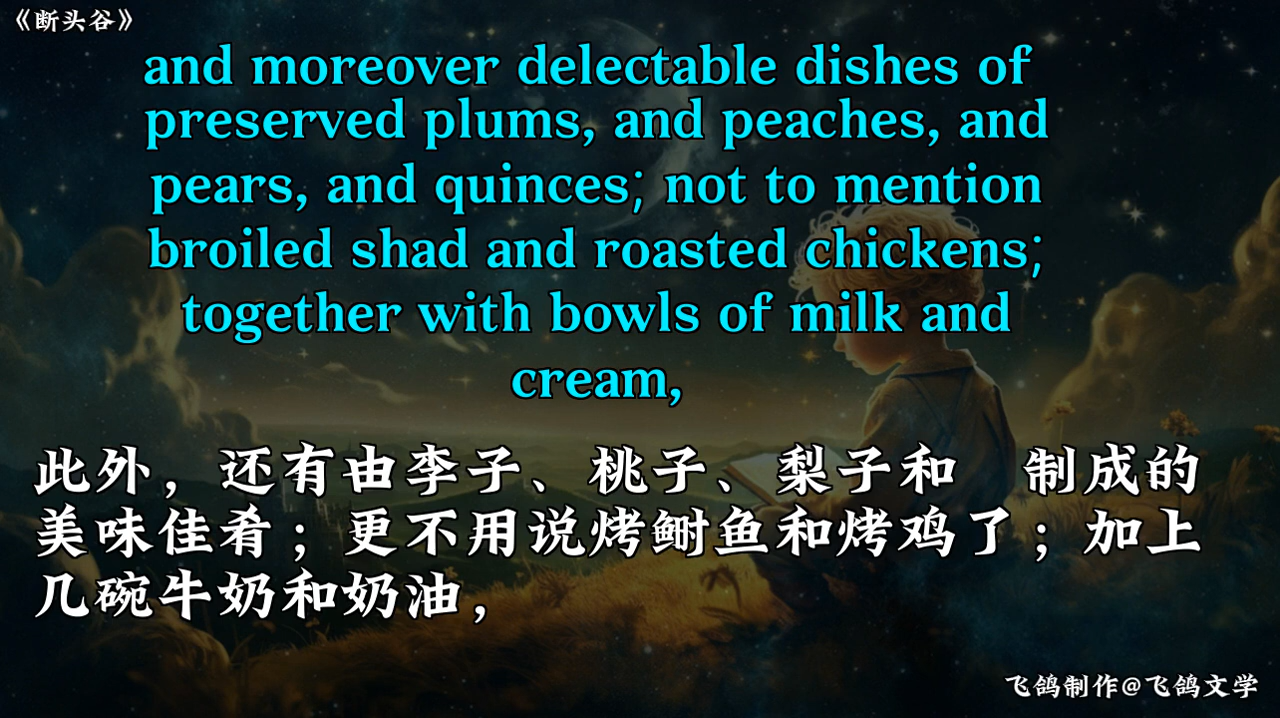 《断头谷》
and moreover delectable dishes of
preserved plums, and peaches, and
pears, and quinces; not to mention
broiled shad and roasted chickens;
together with bowls of milk and
cream,
此外，还有由李子、桃子、梨子和 制成的
美味佳肴；更不用说烤鲥鱼和烤鸡了；加上
几碗牛奶和奶油，
飞鸽制作@飞鸽文学